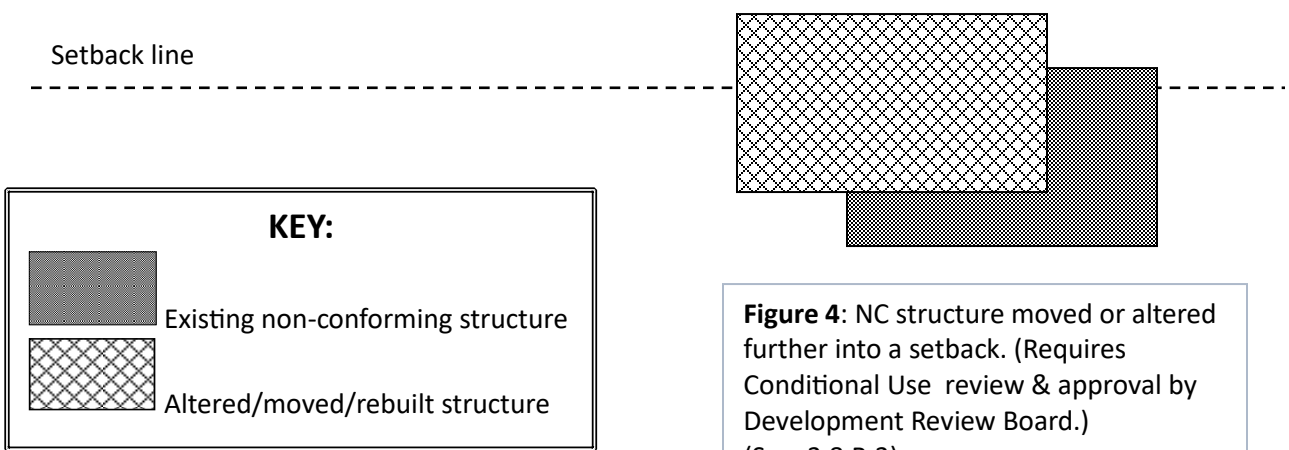 Setback line
KEY:
Existing non-conforming structure
Altered/moved/rebuilt structure
Figure 4: NC structure moved or altered
further into a setback. (Requires
Conditional Use review & approval by
Development Review Board.)